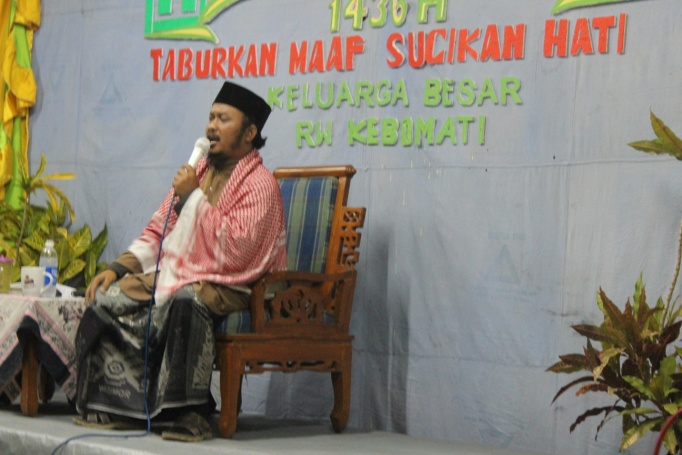 1436 H
TABURKAN MAAF SUCIKAN HATI
KELUARGA BESAR
RW KEBOMATI